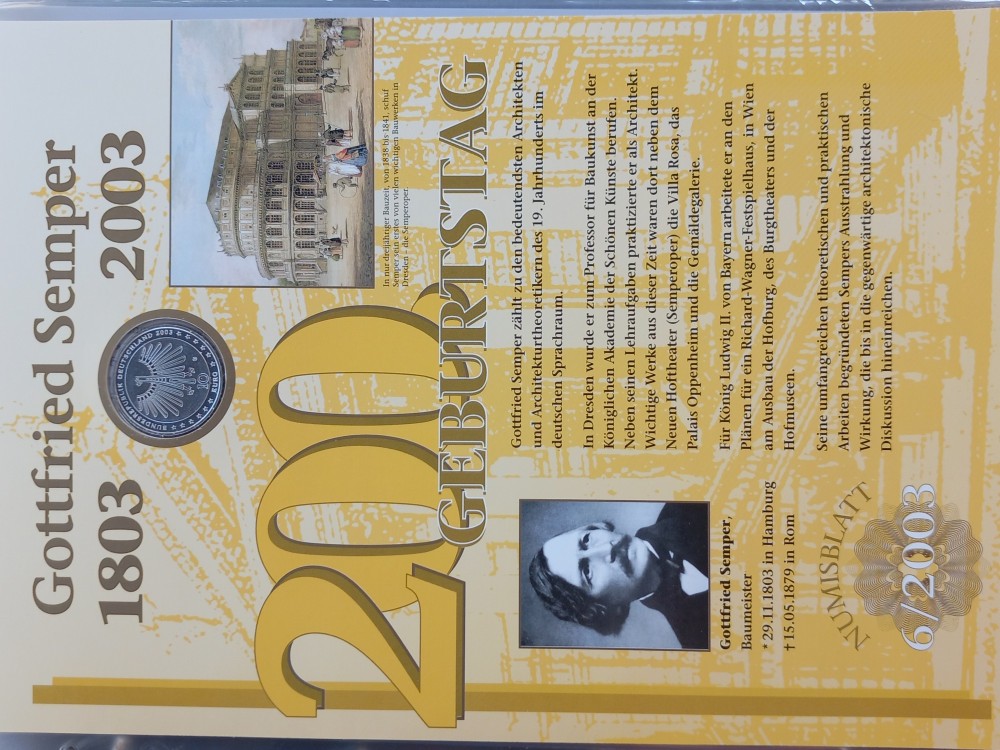 Gottfried Semper
1803
2003
BUNDESREPUBLIK DEUTSCHLAND 2003
10
EURO
In nur dreijähriger Bauzeit, von 1838 bis 1841, schuf
Semper sein erstes von vielen wichtigen Bauwerken in
Dresden – die Semperoper.
200
GEBURTSTAG
Gottfried Semper zählt zu den bedeutendsten Architekten
und Architekturtheoretikern des 19. Jahrhunderts im
deutschen Sprachraum.
In Dresden wurde er zum Professor für Baukunst an der
Königlichen Akademie der Schönen Künste berufen.
Neben seinen Lehraufgaben praktizierte er als Architekt.
Wichtige Werke aus dieser Zeit waren dort neben dem
Neuen Hoftheater (Semperoper) die Villa Rosa, das
Palais Oppenheim und die Gemäldegalerie.
Für König Ludwig II. von Bayern arbeitete er an den
Plänen für ein Richard-Wagner-Festspielhaus, in Wien
am Ausbau der Hofburg, des Burgtheaters und der
Hofmuseen.
Seine umfangreichen theoretischen und praktischen
Arbeiten begründeten Sempers Ausstrahlung und
Wirkung, die bis in die gegenwärtige architektonische
Diskussion hineinreichen.
Gottfried Semper,
Baumeister
* 29.11.1803 in Hamburg
† 15.05.1879 in Rom
NUMISBLATT
6/2003